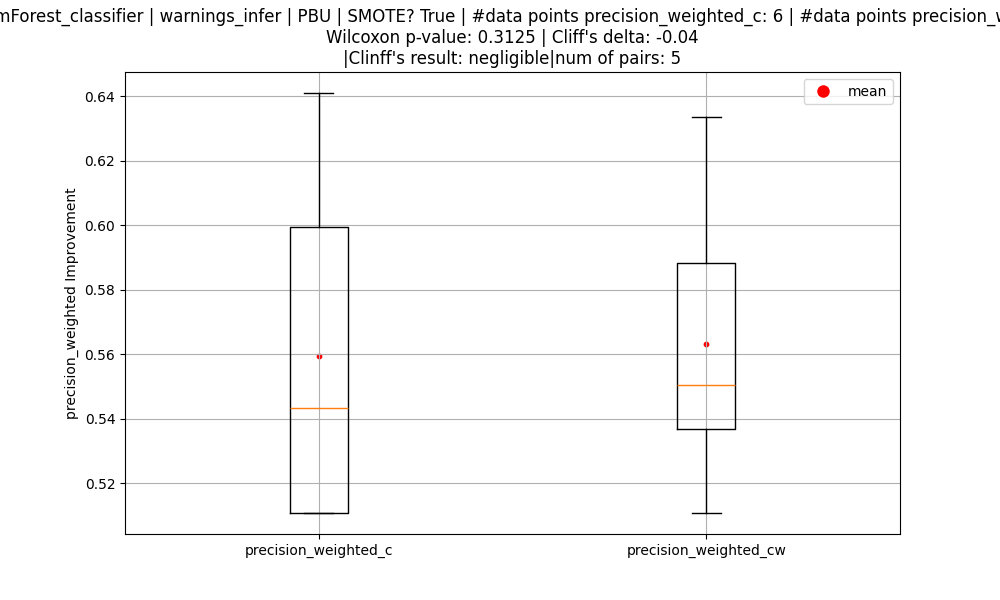 mForest_classifier | warnings_infer | PBU | SMOTE? True | #data points precision_weighted_c: 6 | #data points
Wilcoxon p-value: 0.3125 | Cliff's delta: -0.04
|Clinff's result: negligible|num of pairs: 5
mean
precision_weighted Improvement
0.64
0.62
0.60
0.58
0.56
0.54
0.52
precision_weighted_c
precision_weighted_cw